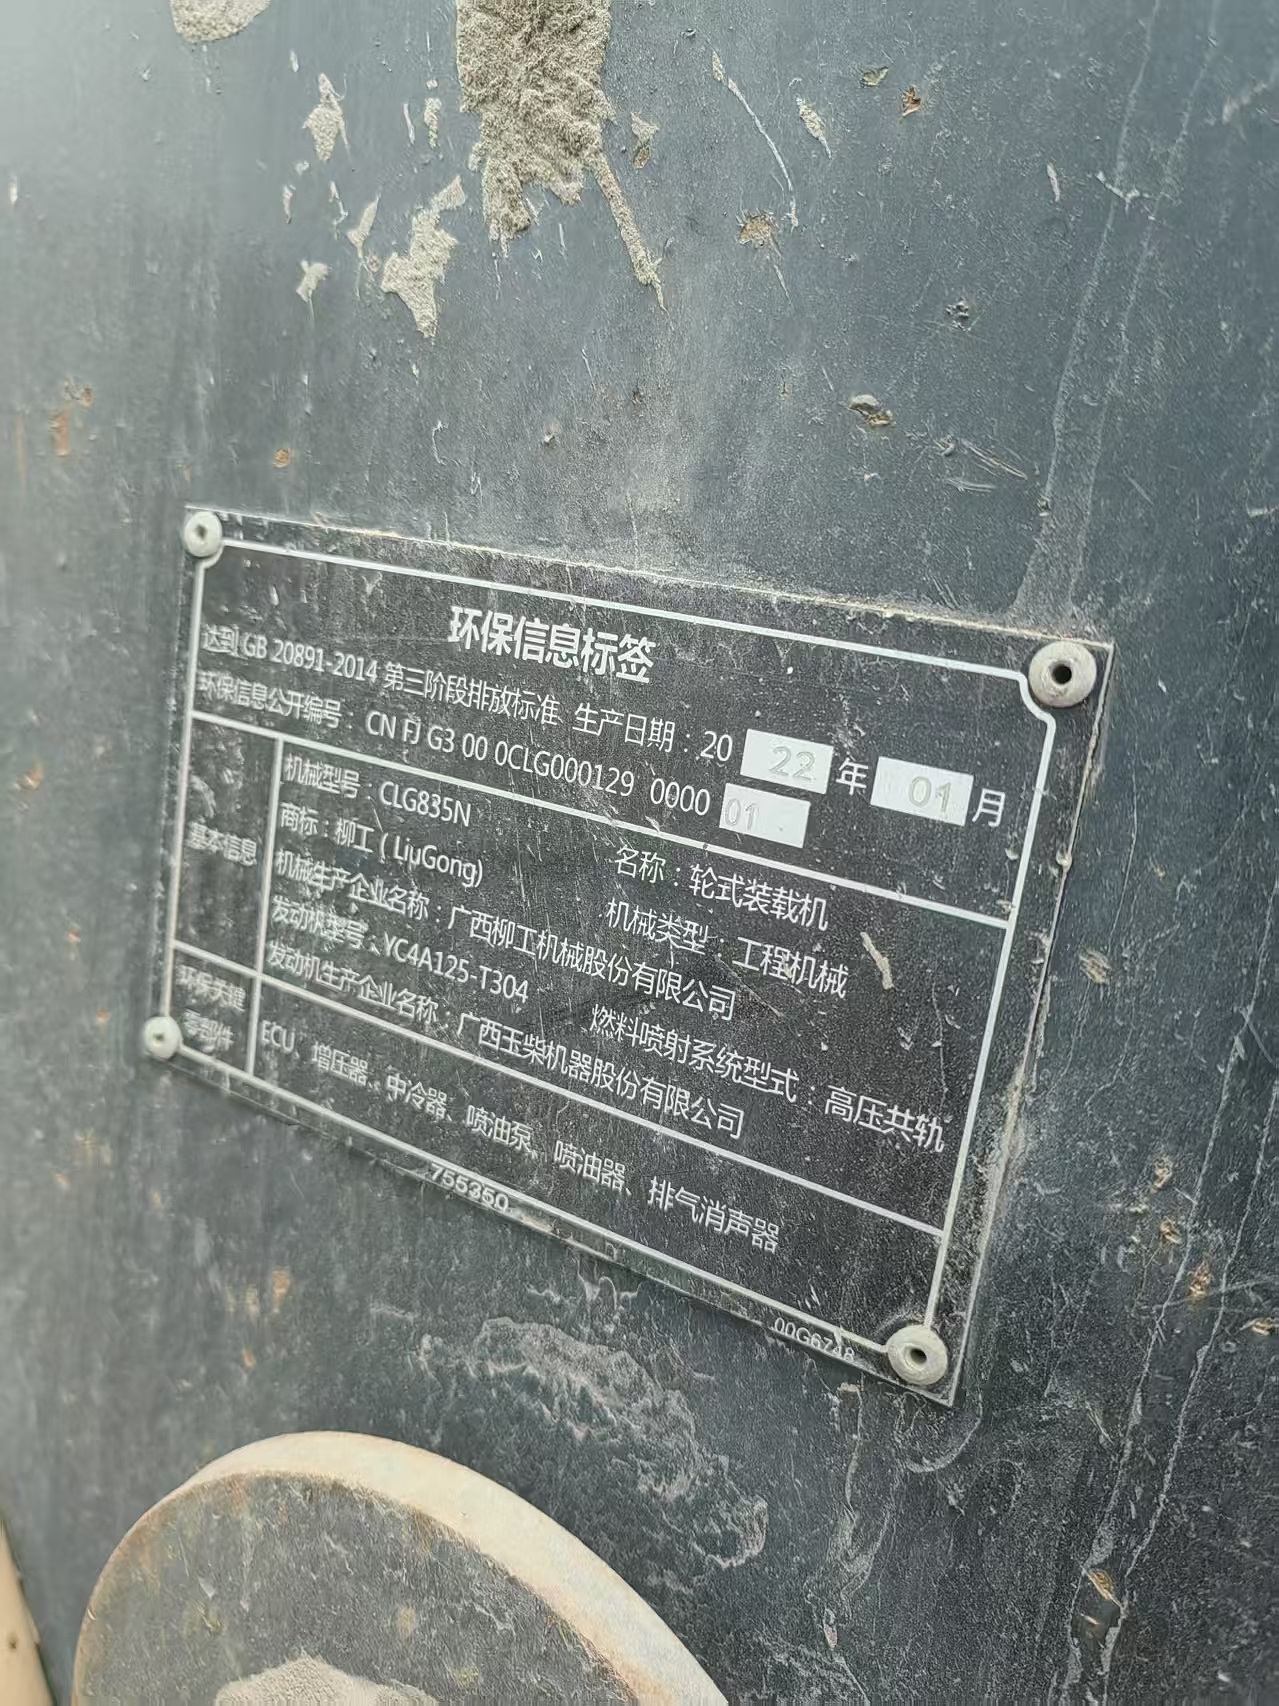 环保信息标签
达到 GB 20891-2014 第三阶段排放标准 生产日期：20 22 年 01 月
环保信息公开编号： CN FJ G3 00 0CLG000129 0000 01
基本信息
机械型号：CLG835N 名称：轮式装载机
商标：柳工（LiuGong） 机械类型：工程机械
机械生产企业名称：广西柳工机械股份有限公司
发动机型号：YC4A125-T304 燃料喷射系统型式：高压共轨
发动机生产企业名称：广西玉柴机器股份有限公司
环保关键
零部件
ECU、增压器、中冷器、喷油泵、喷油器、排气消声器
755350
00G6748